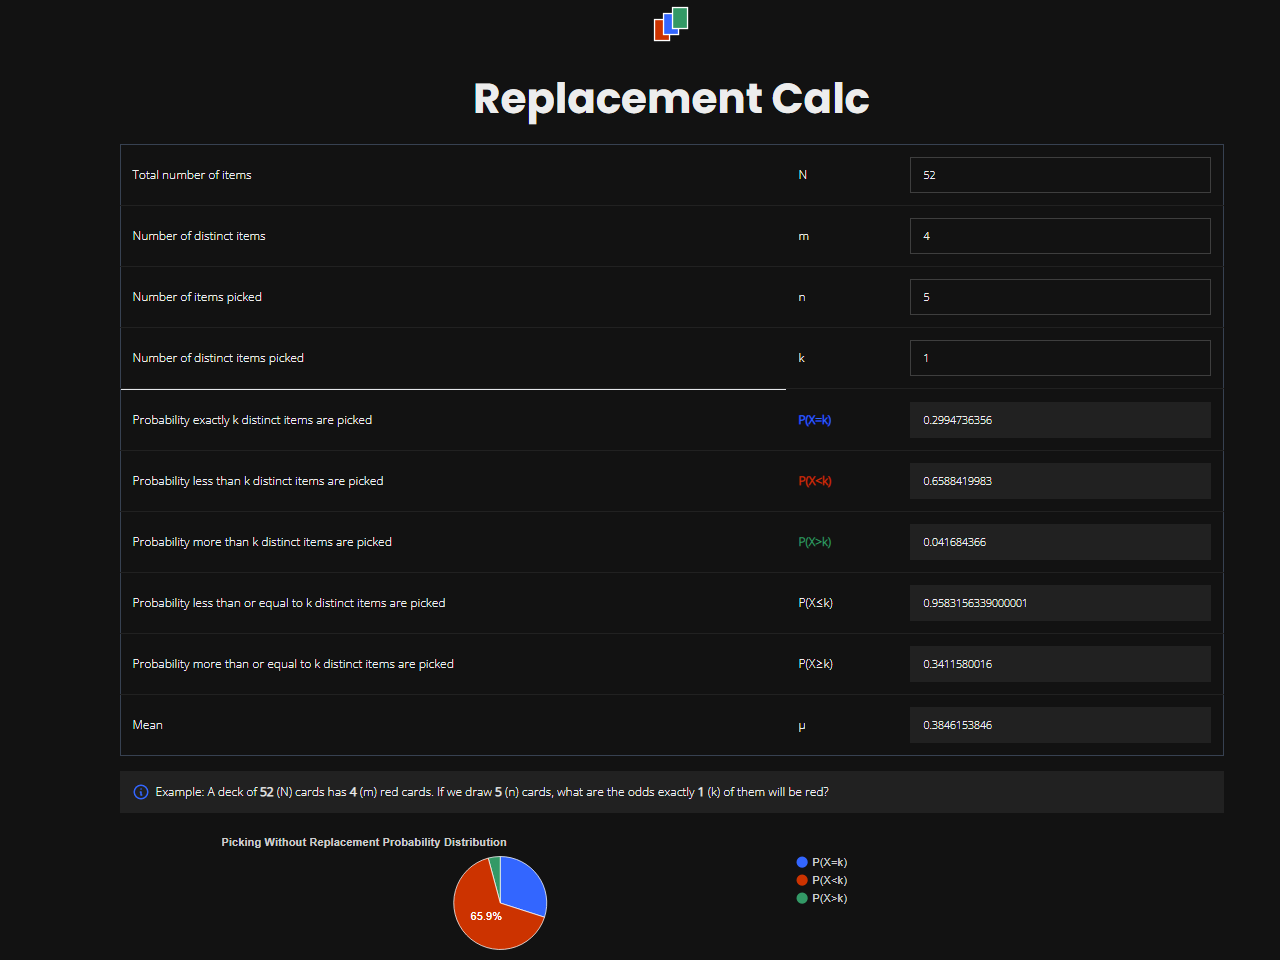 Replacement Calc
Total number of items N 52
Number of distinct items m 4
Number of items picked n 5
Number of distinct items picked k 1
Probability exactly k distinct items are picked P(X=k) 0.2994736356
Probability less than k distinct items are picked P(X<k) 0.6588419983
Probability more than k distinct items are picked P(X>k) 0.041684366
Probability less than or equal to k distinct items are picked P(X≤k) 0.9583156339000001
Probability more than or equal to k distinct items are picked P(X≥k) 0.3411580016
Mean μ 0.3846153846
Example: A deck of 52 (N) cards has 4 (m) red cards. If we draw 5 (n) cards, what are the odds exactly 1 (k) of them will be red?
Picking Without Replacement Probability Distribution
65.9%
P(X=k)
P(X<k)
P(X>k)